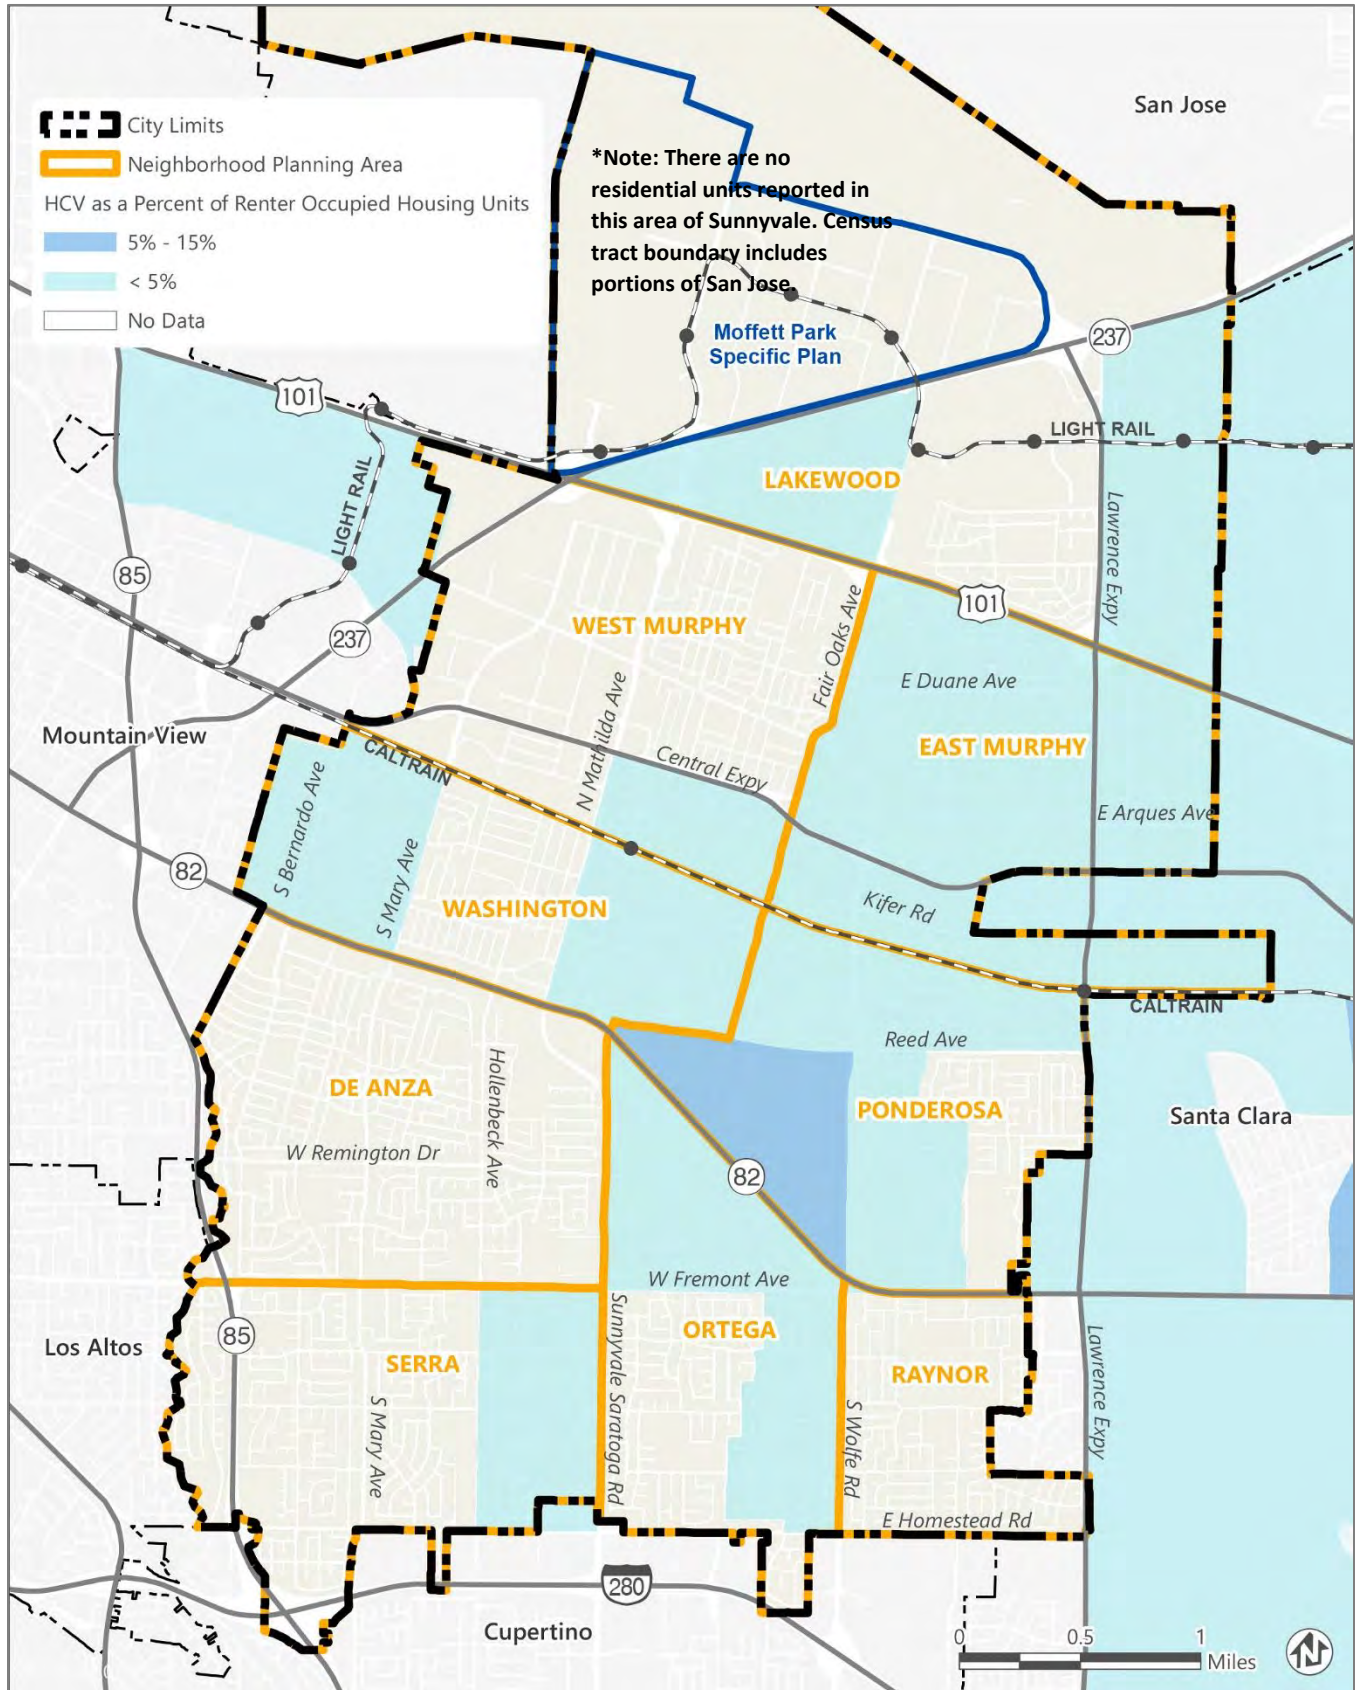 San Jose
City Limits
Neighborhood Planning Area
HCV as a Percent of Renter Occupied Housing Units
5% - 15%
< 5%
No Data
*Note: There are no
residential units reported in
this area of Sunnyvale. Census
tract boundary includes
portions of San Jose.
Moffett Park
Specific Plan
237
101
LIGHT RAIL
LAKEWOOD
LIGHT RAIL
Lawrence Expy
85
237
WEST MURPHY
Fair Oaks Ave
101
E Duane Ave
Mountain View
CALTRAIN
N Mathilda Ave
Central Expy
EAST MURPHY
S Bernardo Ave
E Arques Ave
82
S Mary Ave
WASHINGTON
Kifer Rd
CALTRAIN
Reed Ave
Hollenbeck Ave
DE ANZA
PONDEROSA
Santa Clara
W Remington Dr
82
W Fremont Ave
Los Altos
85
SERRA
Sunnyvale Saratoga Rd
ORTEGA
RAYNOR
Lawrence Expy
S Mary Ave
S Wolfe Rd
E Homestead Rd
280
Cupertino
0 0.5 1
Miles
N